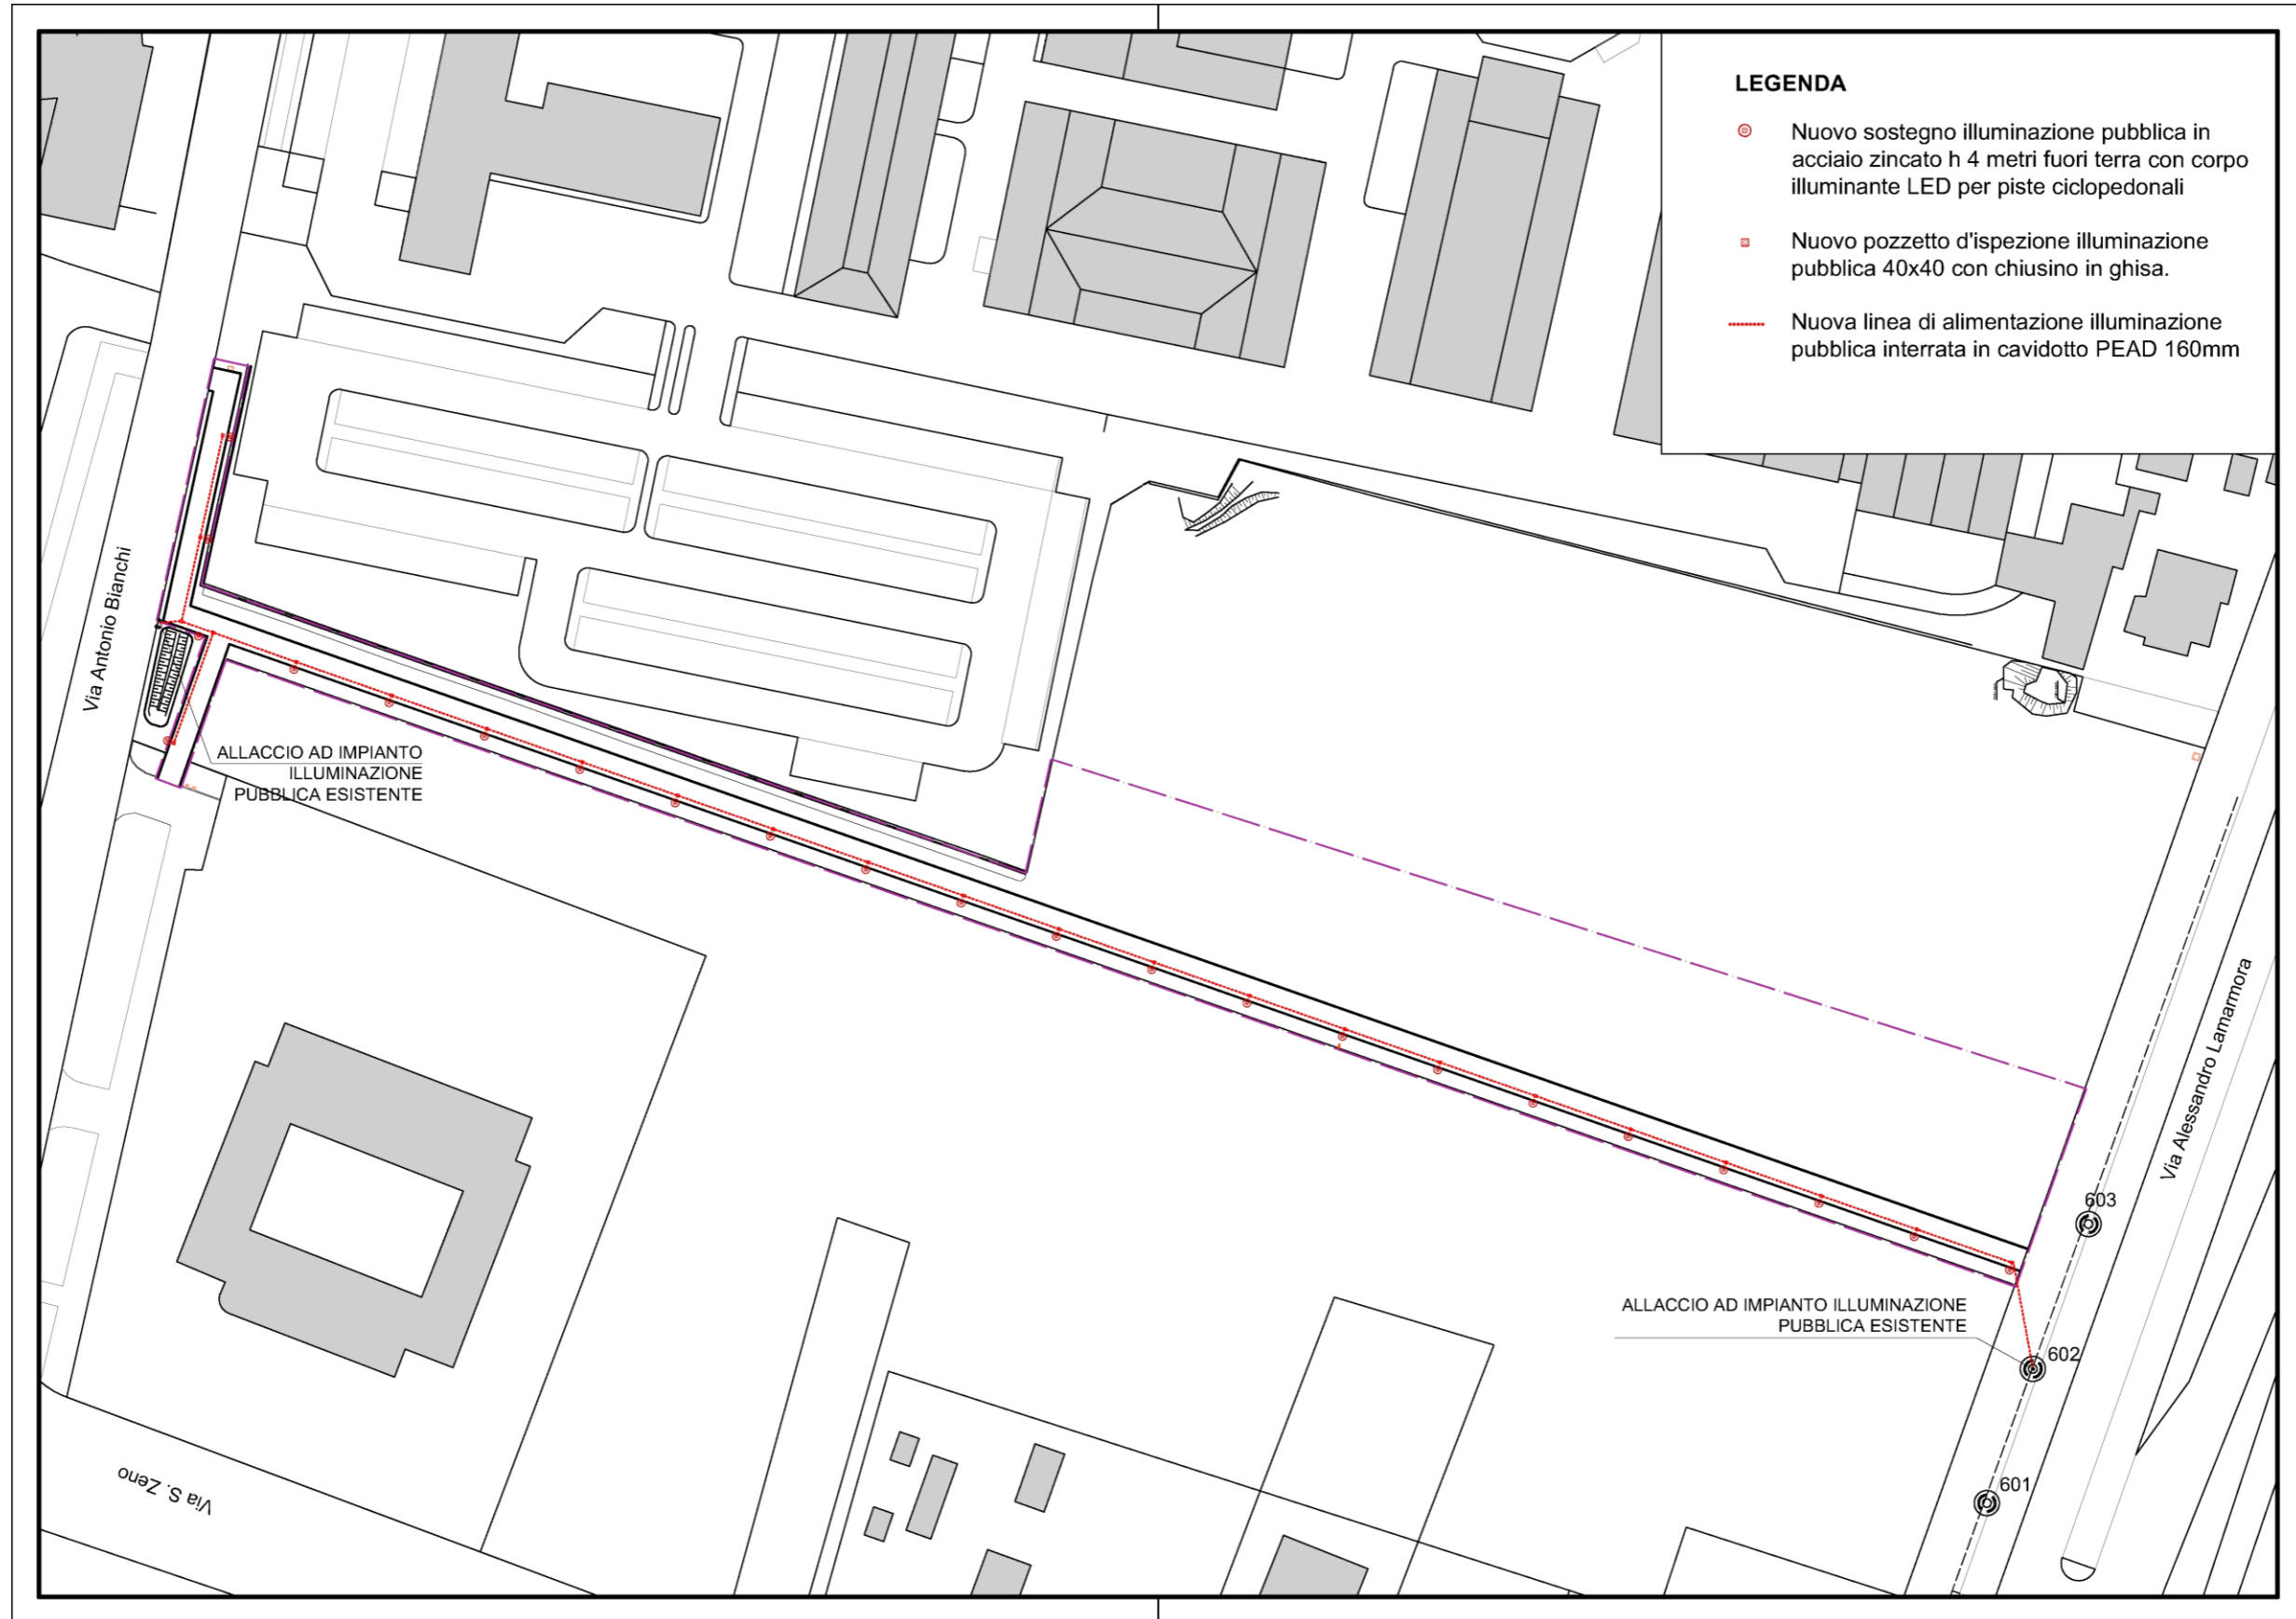 LEGENDA
Nuovo sostegno illuminazione pubblica in
acciaio zincato h 4 metri fuori terra con corpo
illuminante LED per piste ciclopedonali
Nuovo pozzetto d'ispezione illuminazione
pubblica 40x40 con chiusino in ghisa.
Nuova linea di alimentazione illuminazione
pubblica interrata in cavidotto PEAD 160mm
Via Antonio Bianchi
ALLACCIO AD IMPIANTO
ILLUMINAZIONE
PUBBLICA ESISTENTE
Via Alessandro Lamarmora
603
ALLACCIO AD IMPIANTO ILLUMINAZIONE
PUBBLICA ESISTENTE
602
601
Via S. Zeno